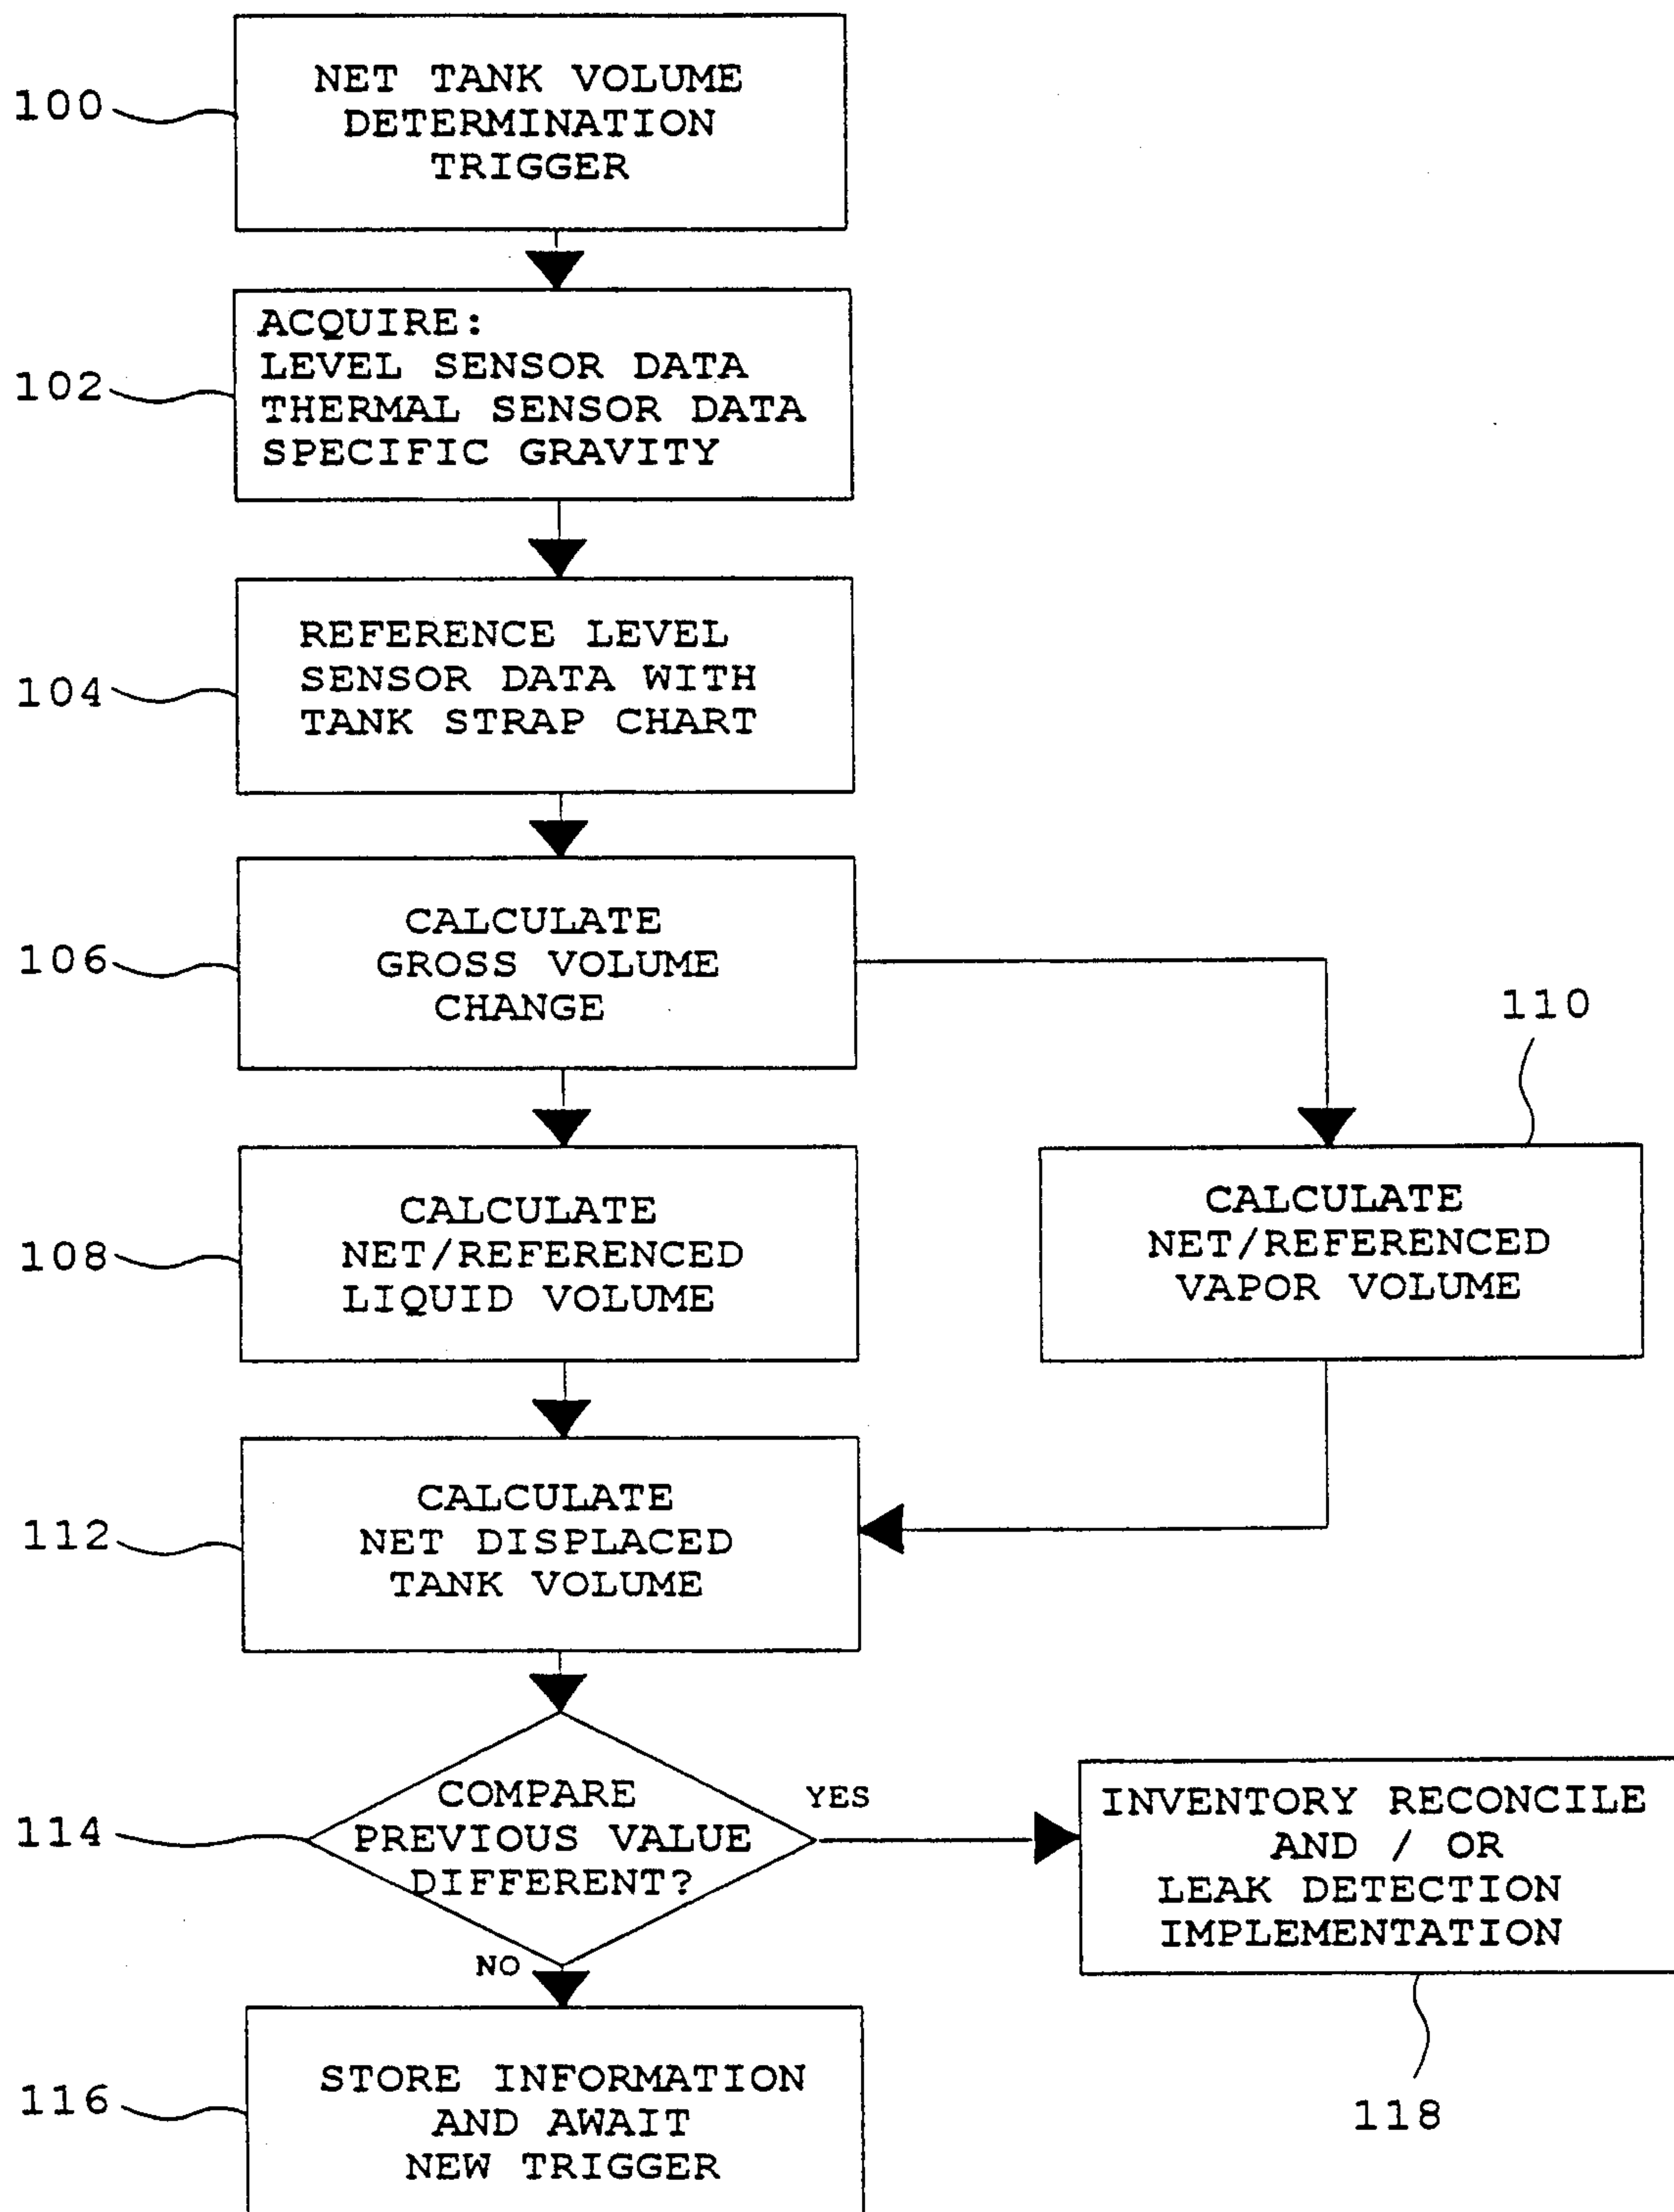 100
NET TANK VOLUME
DETERMINATION
TRIGGER
102
ACQUIRE:
LEVEL SENSOR DATA
THERMAL SENSOR DATA
SPECIFIC GRAVITY
104
REFERENCE LEVEL
SENSOR DATA WITH
TANK STRAP CHART
106
CALCULATE
GROSS VOLUME
CHANGE
110
108
CALCULATE
NET/REFERENCED
LIQUID VOLUME
CALCULATE
NET/REFERENCED
VAPOR VOLUME
112
CALCULATE
NET DISPLACED
TANK VOLUME
114
COMPARE
PREVIOUS VALUE
DIFFERENT?
YES
NO
INVENTORY RECONCILE
AND / OR
LEAK DETECTION
IMPLEMENTATION
118
116
STORE INFORMATION
AND AWAIT
NEW TRIGGER